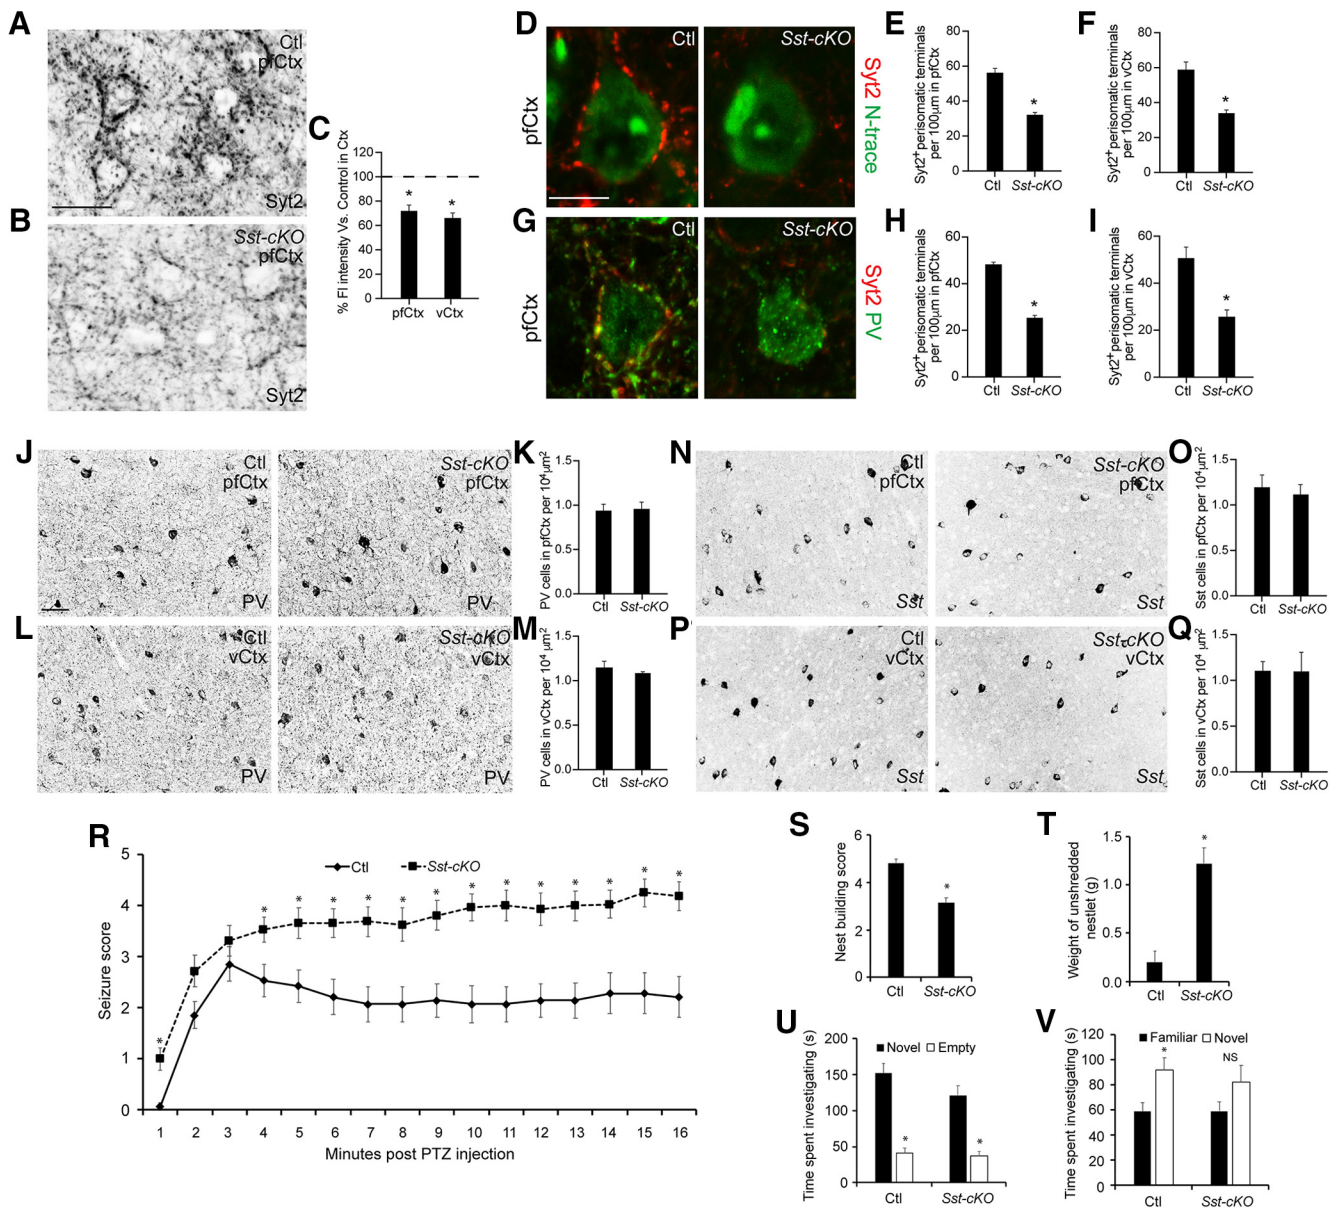 A
Ctl
pfCtx
Syt2
B
Sst-cKO
pfCtx
Syt2
C
% FI intensity Vs. Control in Ctx
120
100
80
60
40
20
0
*
*
pfCtx
vCtx
D
pfCtx
Ctl
Sst-cKO
Syt2 N-trace
E
Syt2+perisomatic terminals
per 100µm in pfCtx
80
60
40
20
0
*
Ctl
Sst-cKO
F
Syt2+perisomatic terminals
per 100µm in vCtx
80
60
40
20
0
*
Ctl
Sst-cKO
G
pfCtx
Ctl
Sst-cKO
Syt2 PV
H
Syt2+perisomatic terminals
per 100µm in pfCtx
60
40
20
0
*
Ctl
Sst-cKO
I
Syt2+perisomatic terminals
per 100µm in vCtx
60
40
20
0
*
Ctl
Sst-cKO
J
Ctl
pfCtx
PV
Sst-cKO
pfCtx
PV
K
PV cells in pfCtx per 10⁴µm²
1.5
1.0
0.5
0.0
Ctl
Sst-cKO
L
Ctl
vCtx
PV
Sst-cKO
vCtx
PV
M
PV cells in vCtx per 10⁴ µm²
1.5
1.0
0.5
0.0
Ctl
Sst-cKO
N
Ctl
pfCtx
Sst
Sst-cKO
pfCtx
Sst
O
Sst cells in pfCtx per 10⁴µm²
1.5
1.0
0.5
0.0
Ctl
Sst-cKO
P
Ctl
vCtx
Sst
Sst-cKO
vCtx
Sst
Q
Sst cells in vCtx per 10⁴ µm²
1.5
1.0
0.5
0.0
Ctl
Sst-cKO
R
Seizure score
5
4
3
2
1
0
Ctl
Sst-cKO
* * * * * * * * * * * * * *
1 2 3 4 5 6 7 8 9 10 11 12 13 14 15 16
Minutes post PTZ injection
S
Nest building score
6
4
2
0
*
Ctl
Sst-cKO
T
Weight of unshredded
nestlet (g)
1.5
1.0
0.5
0.0
*
Ctl
Sst-cKO
U
Time spent investigating (s)
200
150
100
50
0
Novel
Empty
*
*
Ctl
Sst-cKO
V
Time spent investigating (s)
120
100
80
60
40
20
0
Familiar
Novel
*
NS
Ctl
Sst-cKO